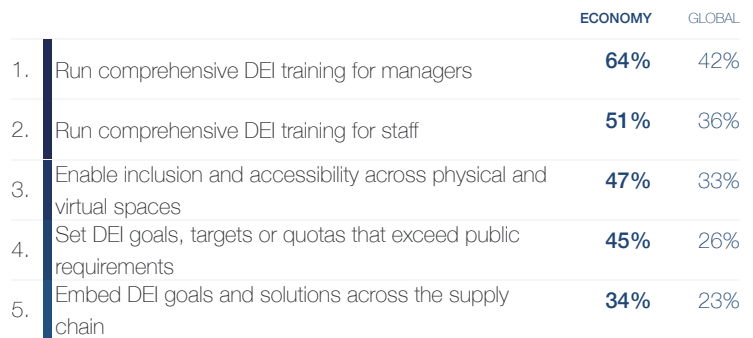 ECONOMY GLOBAL
1. Run comprehensive DEI training for managers 64% 42%
2. Run comprehensive DEI training for staff 51% 36%
3. Enable inclusion and accessibility across physical and virtual spaces 47% 33%
4. Set DEI goals, targets or quotas that exceed public requirements 45% 26%
5. Embed DEI goals and solutions across the supply chain 34% 23%